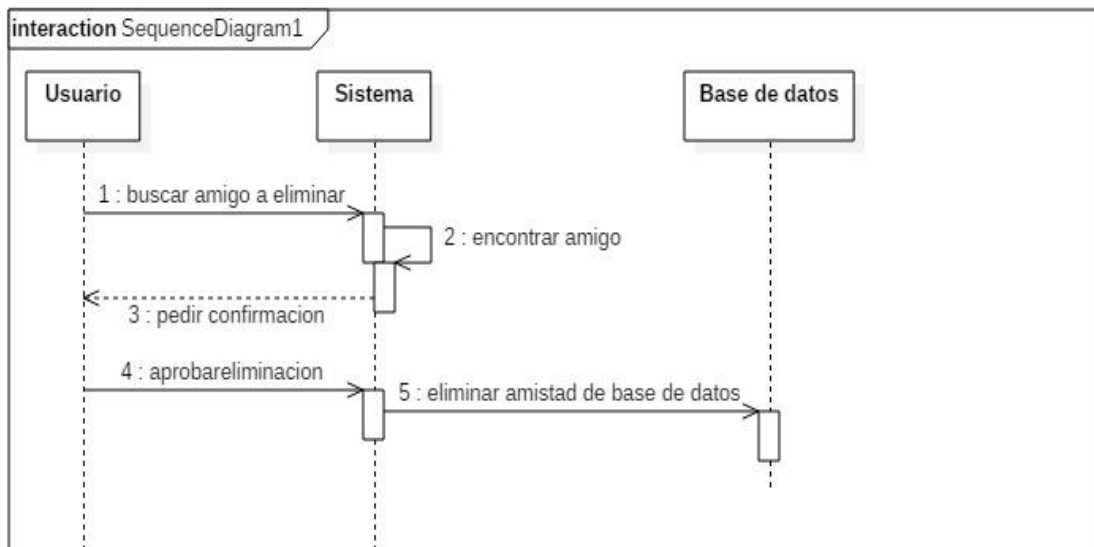 interaction SequenceDiagram1
Usuario
Sistema
Base de datos
1 : buscar amigo a eliminar
2 : encontrar amigo
3 : pedir confirmacion
4 : aprobareliminacion
5 : eliminar amistad de base de datos